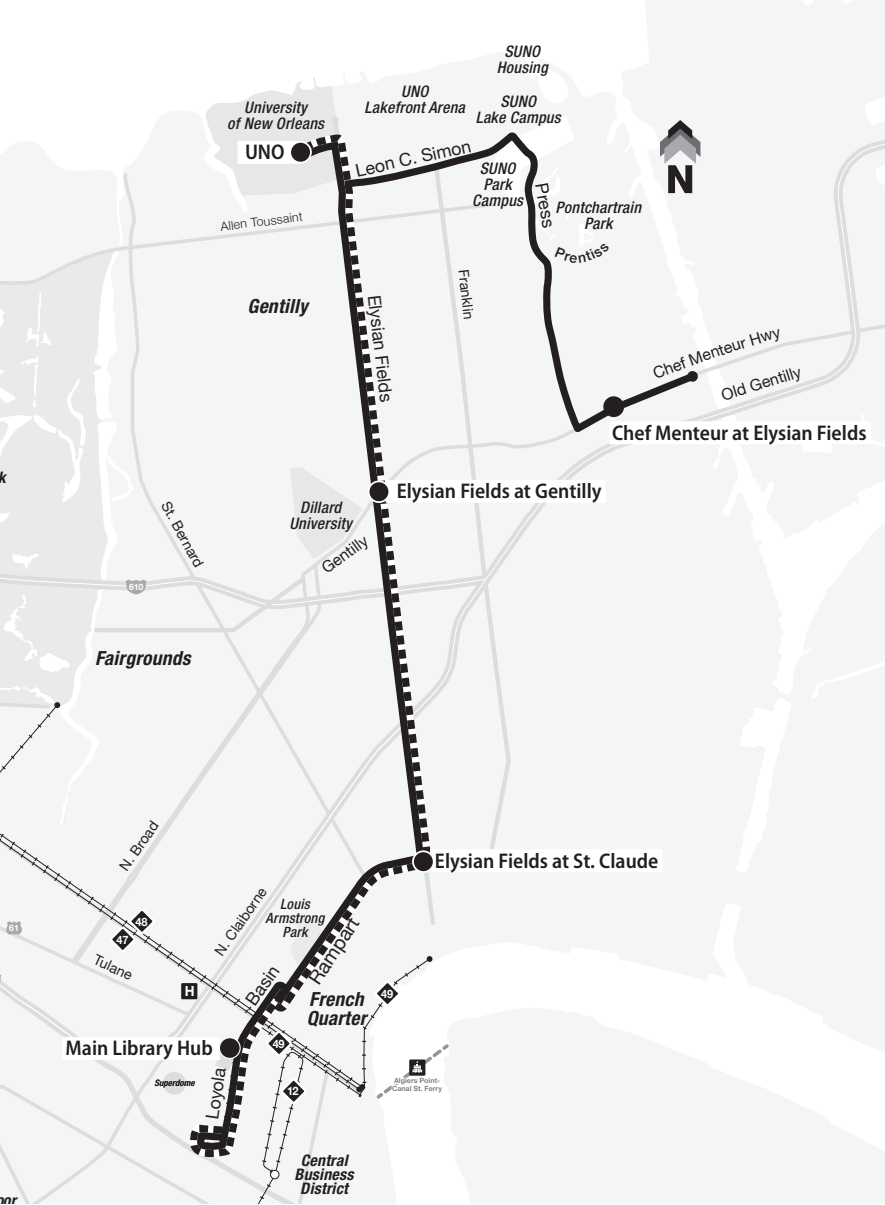 SUNO
Housing
UNO
Lakefront Arena
University
of New Orleans
SUNO
Lake Campus
UNO
Leon C. Simon
SUNO
Park
Campus
Press
Pontchartrain
Park
N
Allen Toussaint
Prentiss
Franklin
Gentilly
Elysian Fields
Chef Menteur Hwy
Old Gentilly
Chef Menteur at Elysian Fields
k
Elysian Fields at Gentilly
Dillard
University
St. Bernard
Gentilly
610
Fairgrounds
N. Broad
Elysian Fields at St. Claude
Louis
Armstrong
Park
N. Claiborne
48
47
61
Tulane
Rampart
H
Basin
French
Quarter
49
Main Library Hub
49
Superdome
Algiers Point-
Canal St. Ferry
Loyola
12
Central
Business
District
oor